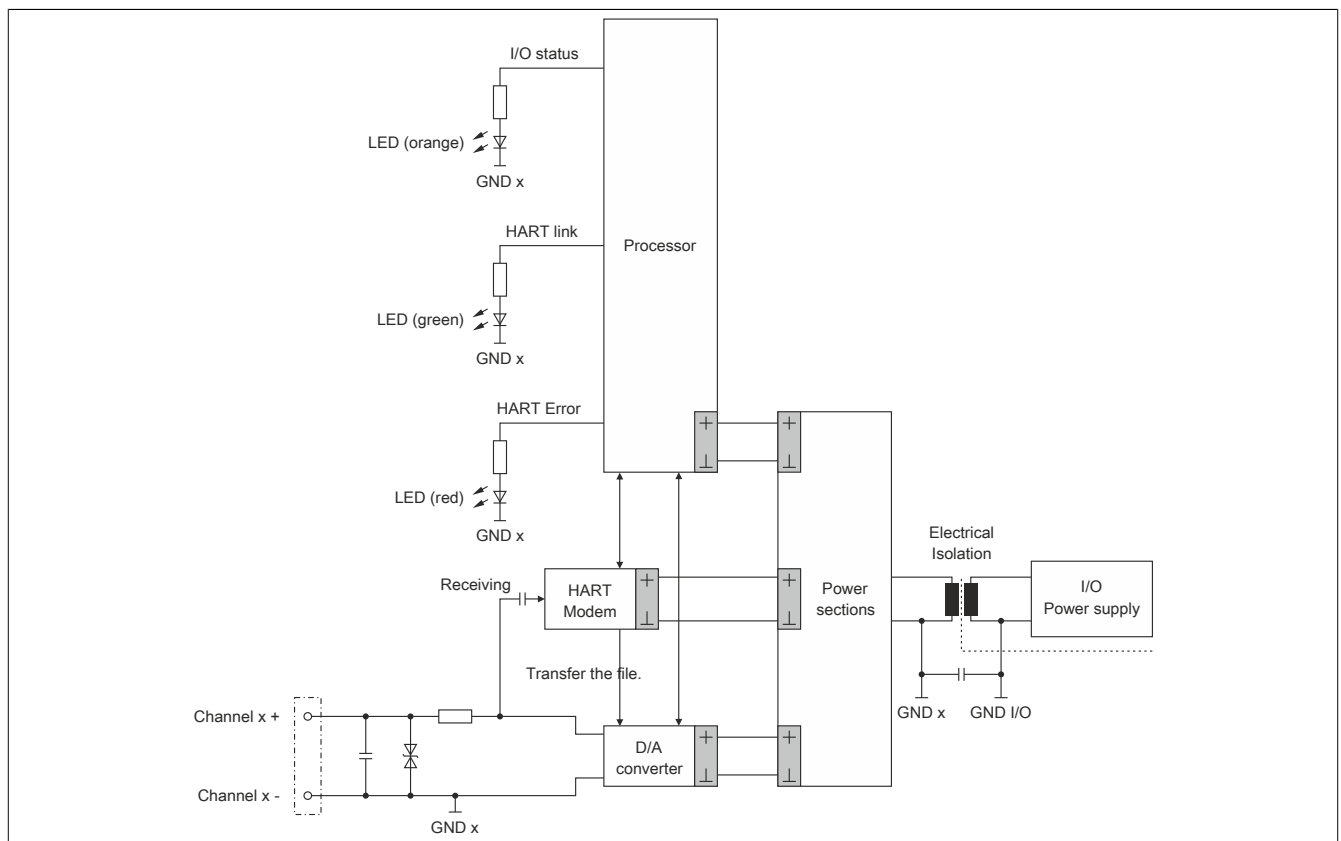 I/O status
LED (orange)
GND x
HART link
Processor
LED (green)
GND x
HART Error
+
+
⊥
⊥
LED (red)
GND x
Electrical
Isolation
Receiving
HART
Modem
+
⊥
+
⊥
Power
sections
I/O
Power supply
Transfer the file.
GND x
GND I/O
Channel x +
D/A
converter
+
⊥
+
⊥
Channel x -
GND x